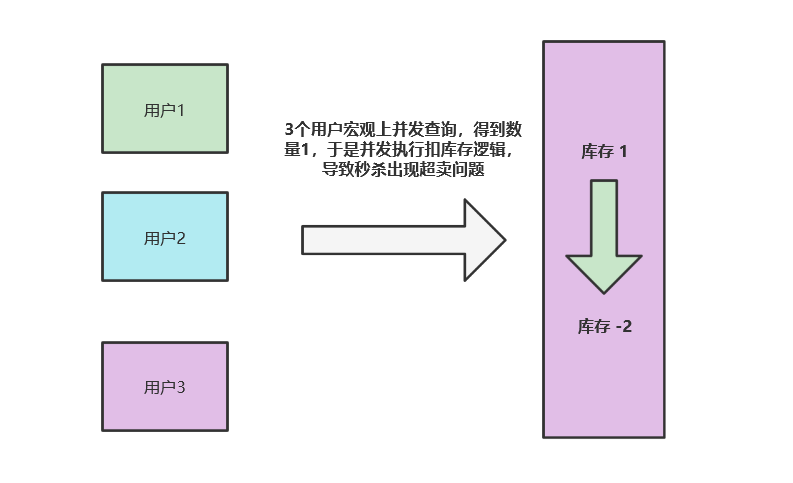 用户1
用户2
用户3
3个用户宏观上并发查询，得到数
量1，于是并发执行扣库存逻辑，
导致秒杀出现超卖问题
库存 1
库存 -2